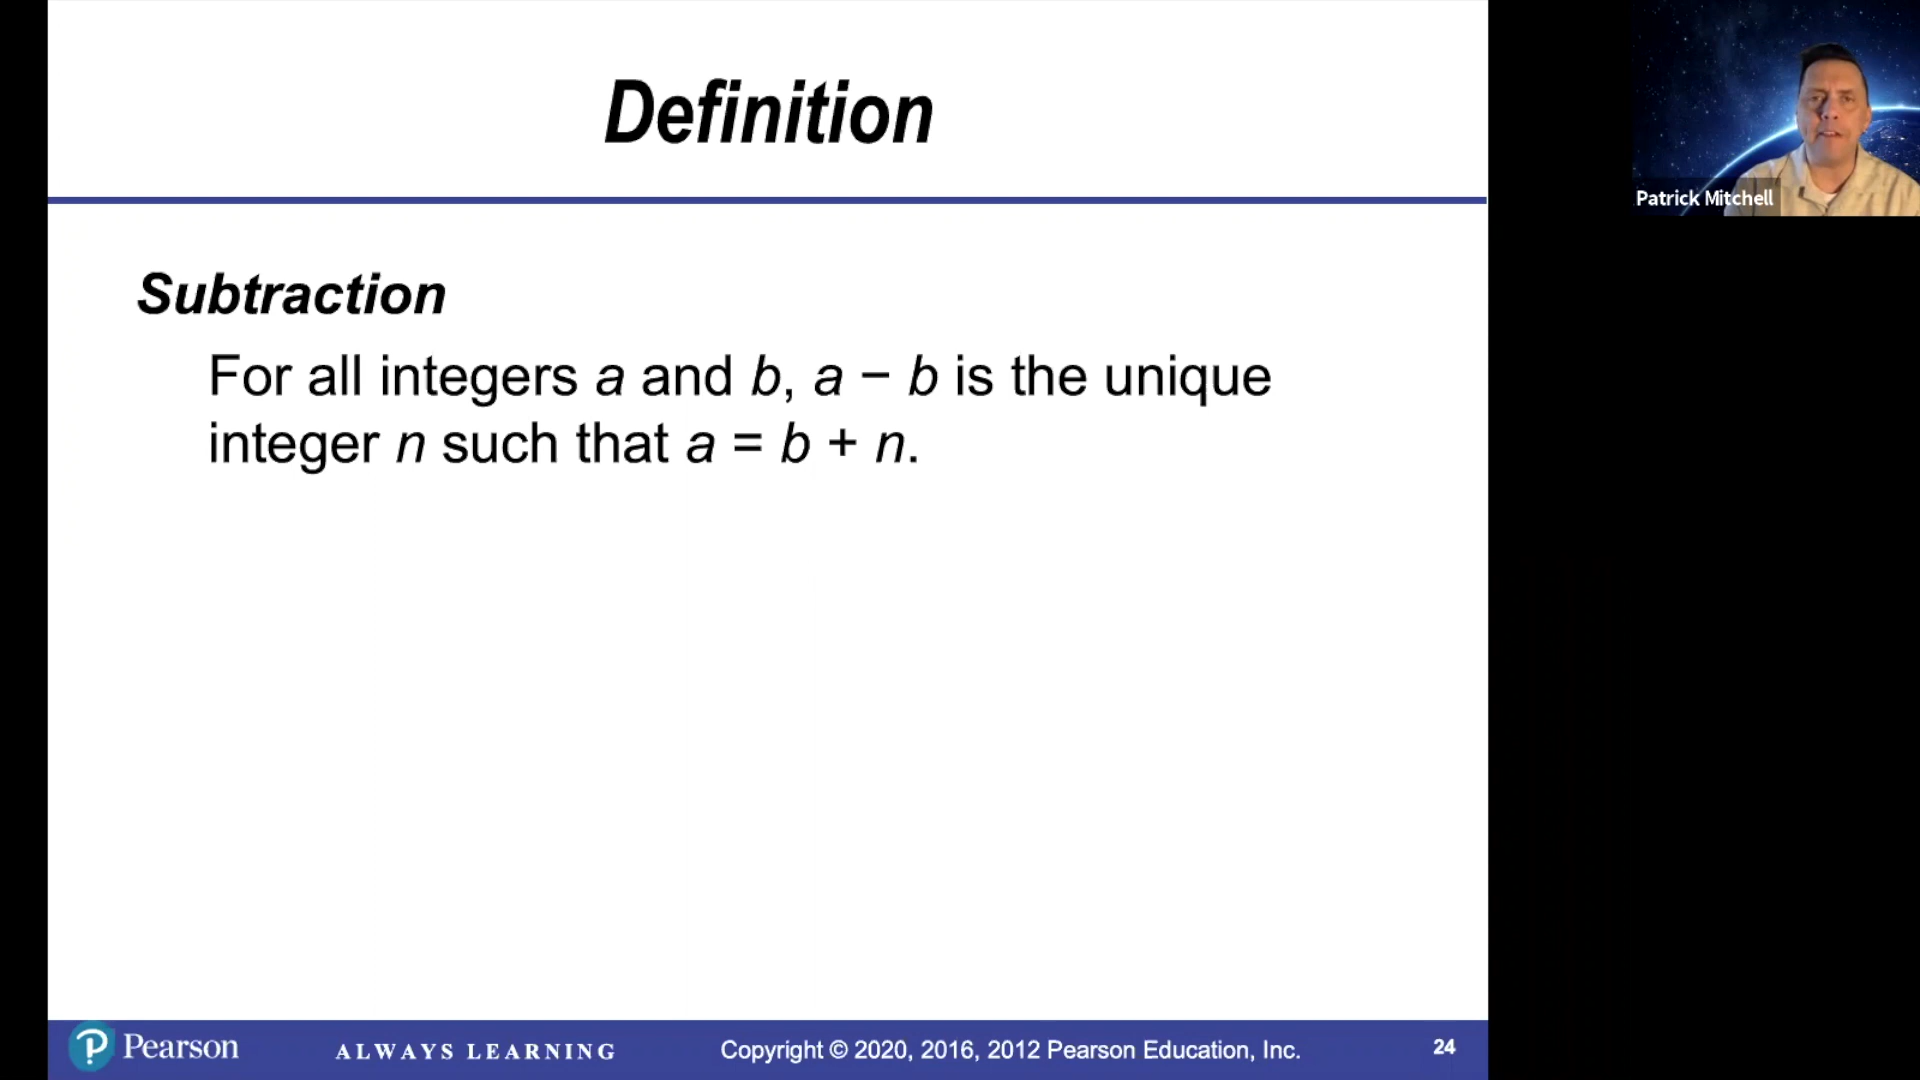 Definition
Patrick Mitchell
Subtraction
For all integers a and b, a − b is the unique
integer n such that a = b + n.
Pearson
ALWAYS LEARNING
Copyright © 2020, 2016, 2012 Pearson Education, Inc.
24